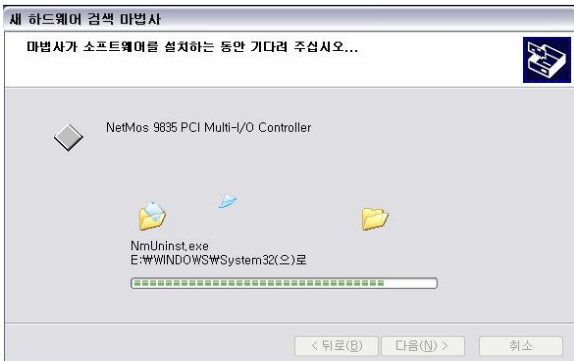 새 하드웨어 검색 마법사
마법사가 소프트웨어를 설치하는 동안 기다려 주십시오...
NetMos 9835 PCI Multi-I/O Controller
NmUninst.exe
E:₩WINDOWS₩System32(으)로
< 뒤로(B)
다음(N) >
취소